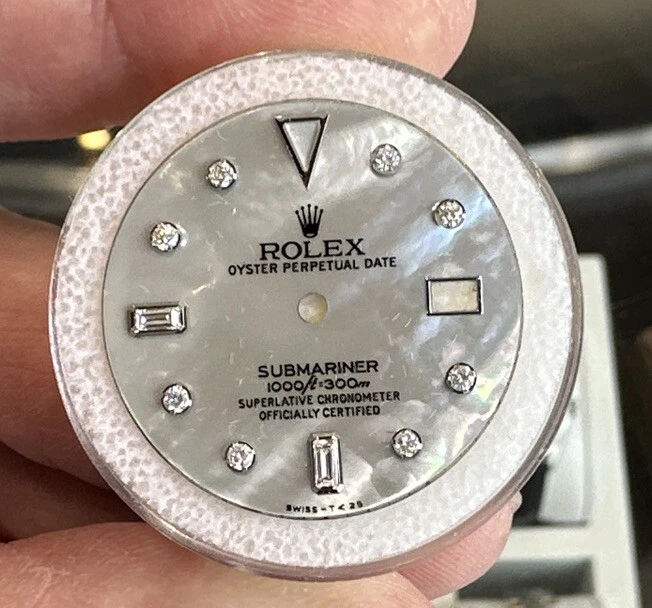 ROLEX
OYSTER PERPETUAL DATE
SUBMARINER
1000ft=300m
SUPERLATIVE CHRONOMETER
OFFICIALLY CERTIFIED
SWISS-T<25